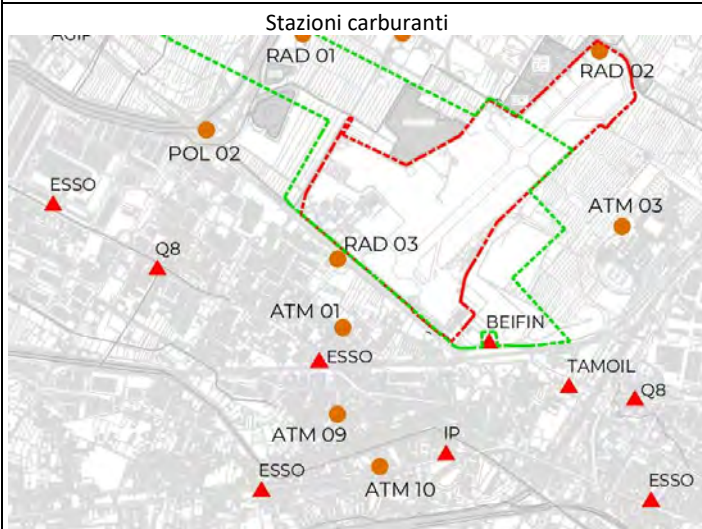 Stazioni carburanti
AGIP
RAD 01
RAD 02
POL 02
ESSO
ATM 03
Q8
RAD 03
ATM 01
BEIFIN
ESSO
TAMOIL
Q8
ATM 09
IP
ESSO
ATM 10
ESSO